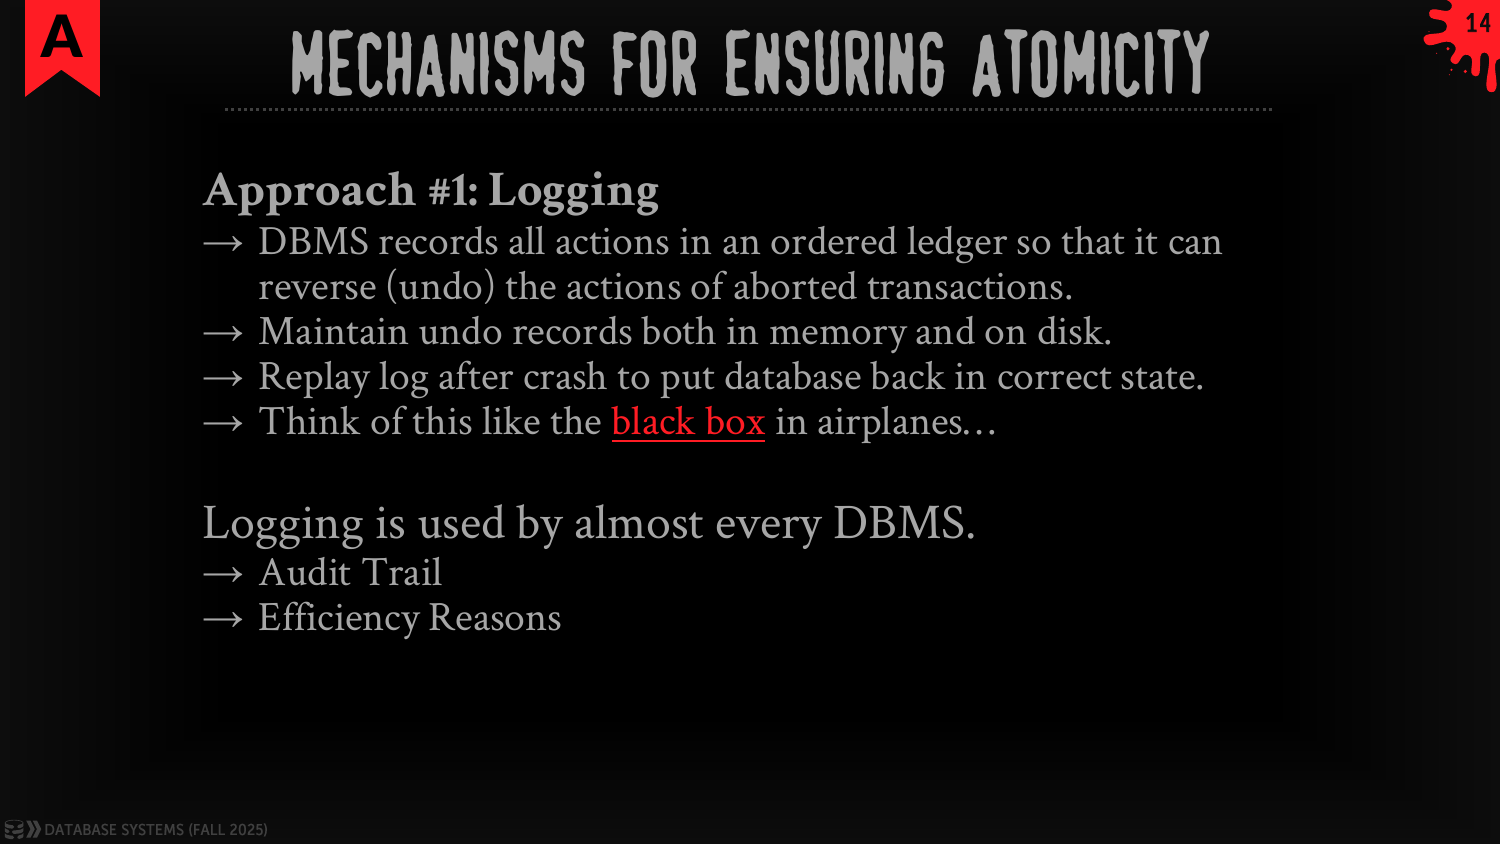 A
14
MECHANISMS FOR ENSURING ATOMICITY
Approach #1: Logging
→ DBMS records all actions in an ordered ledger so that it can
reverse (undo) the actions of aborted transactions.
→ Maintain undo records both in memory and on disk.
→ Replay log after crash to put database back in correct state.
→ Think of this like the black box in airplanes…
Logging is used by almost every DBMS.
→ Audit Trail
→ Efficiency Reasons
DATABASE SYSTEMS (FALL 2025)